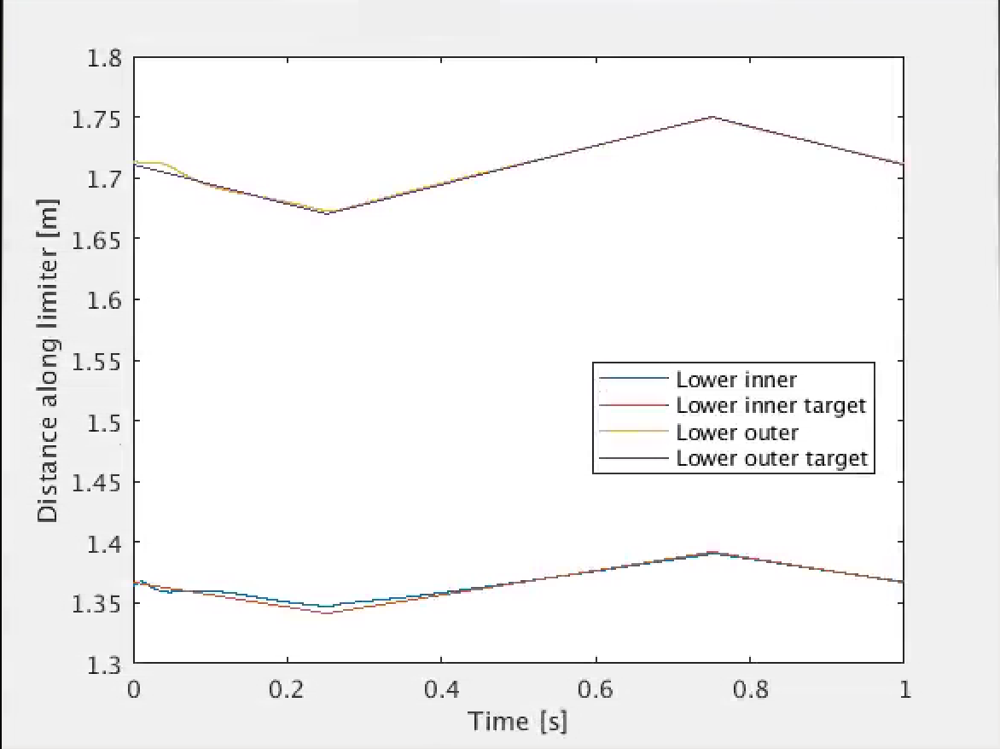 1.8
1.75
1.7
1.65
1.6
1.55
1.5
1.45
1.4
1.35
1.3
Distance along limiter [m]
Lower inner
Lower inner target
Lower outer
Lower outer target
0 0.2 0.4 0.6 0.8 1
Time [s]